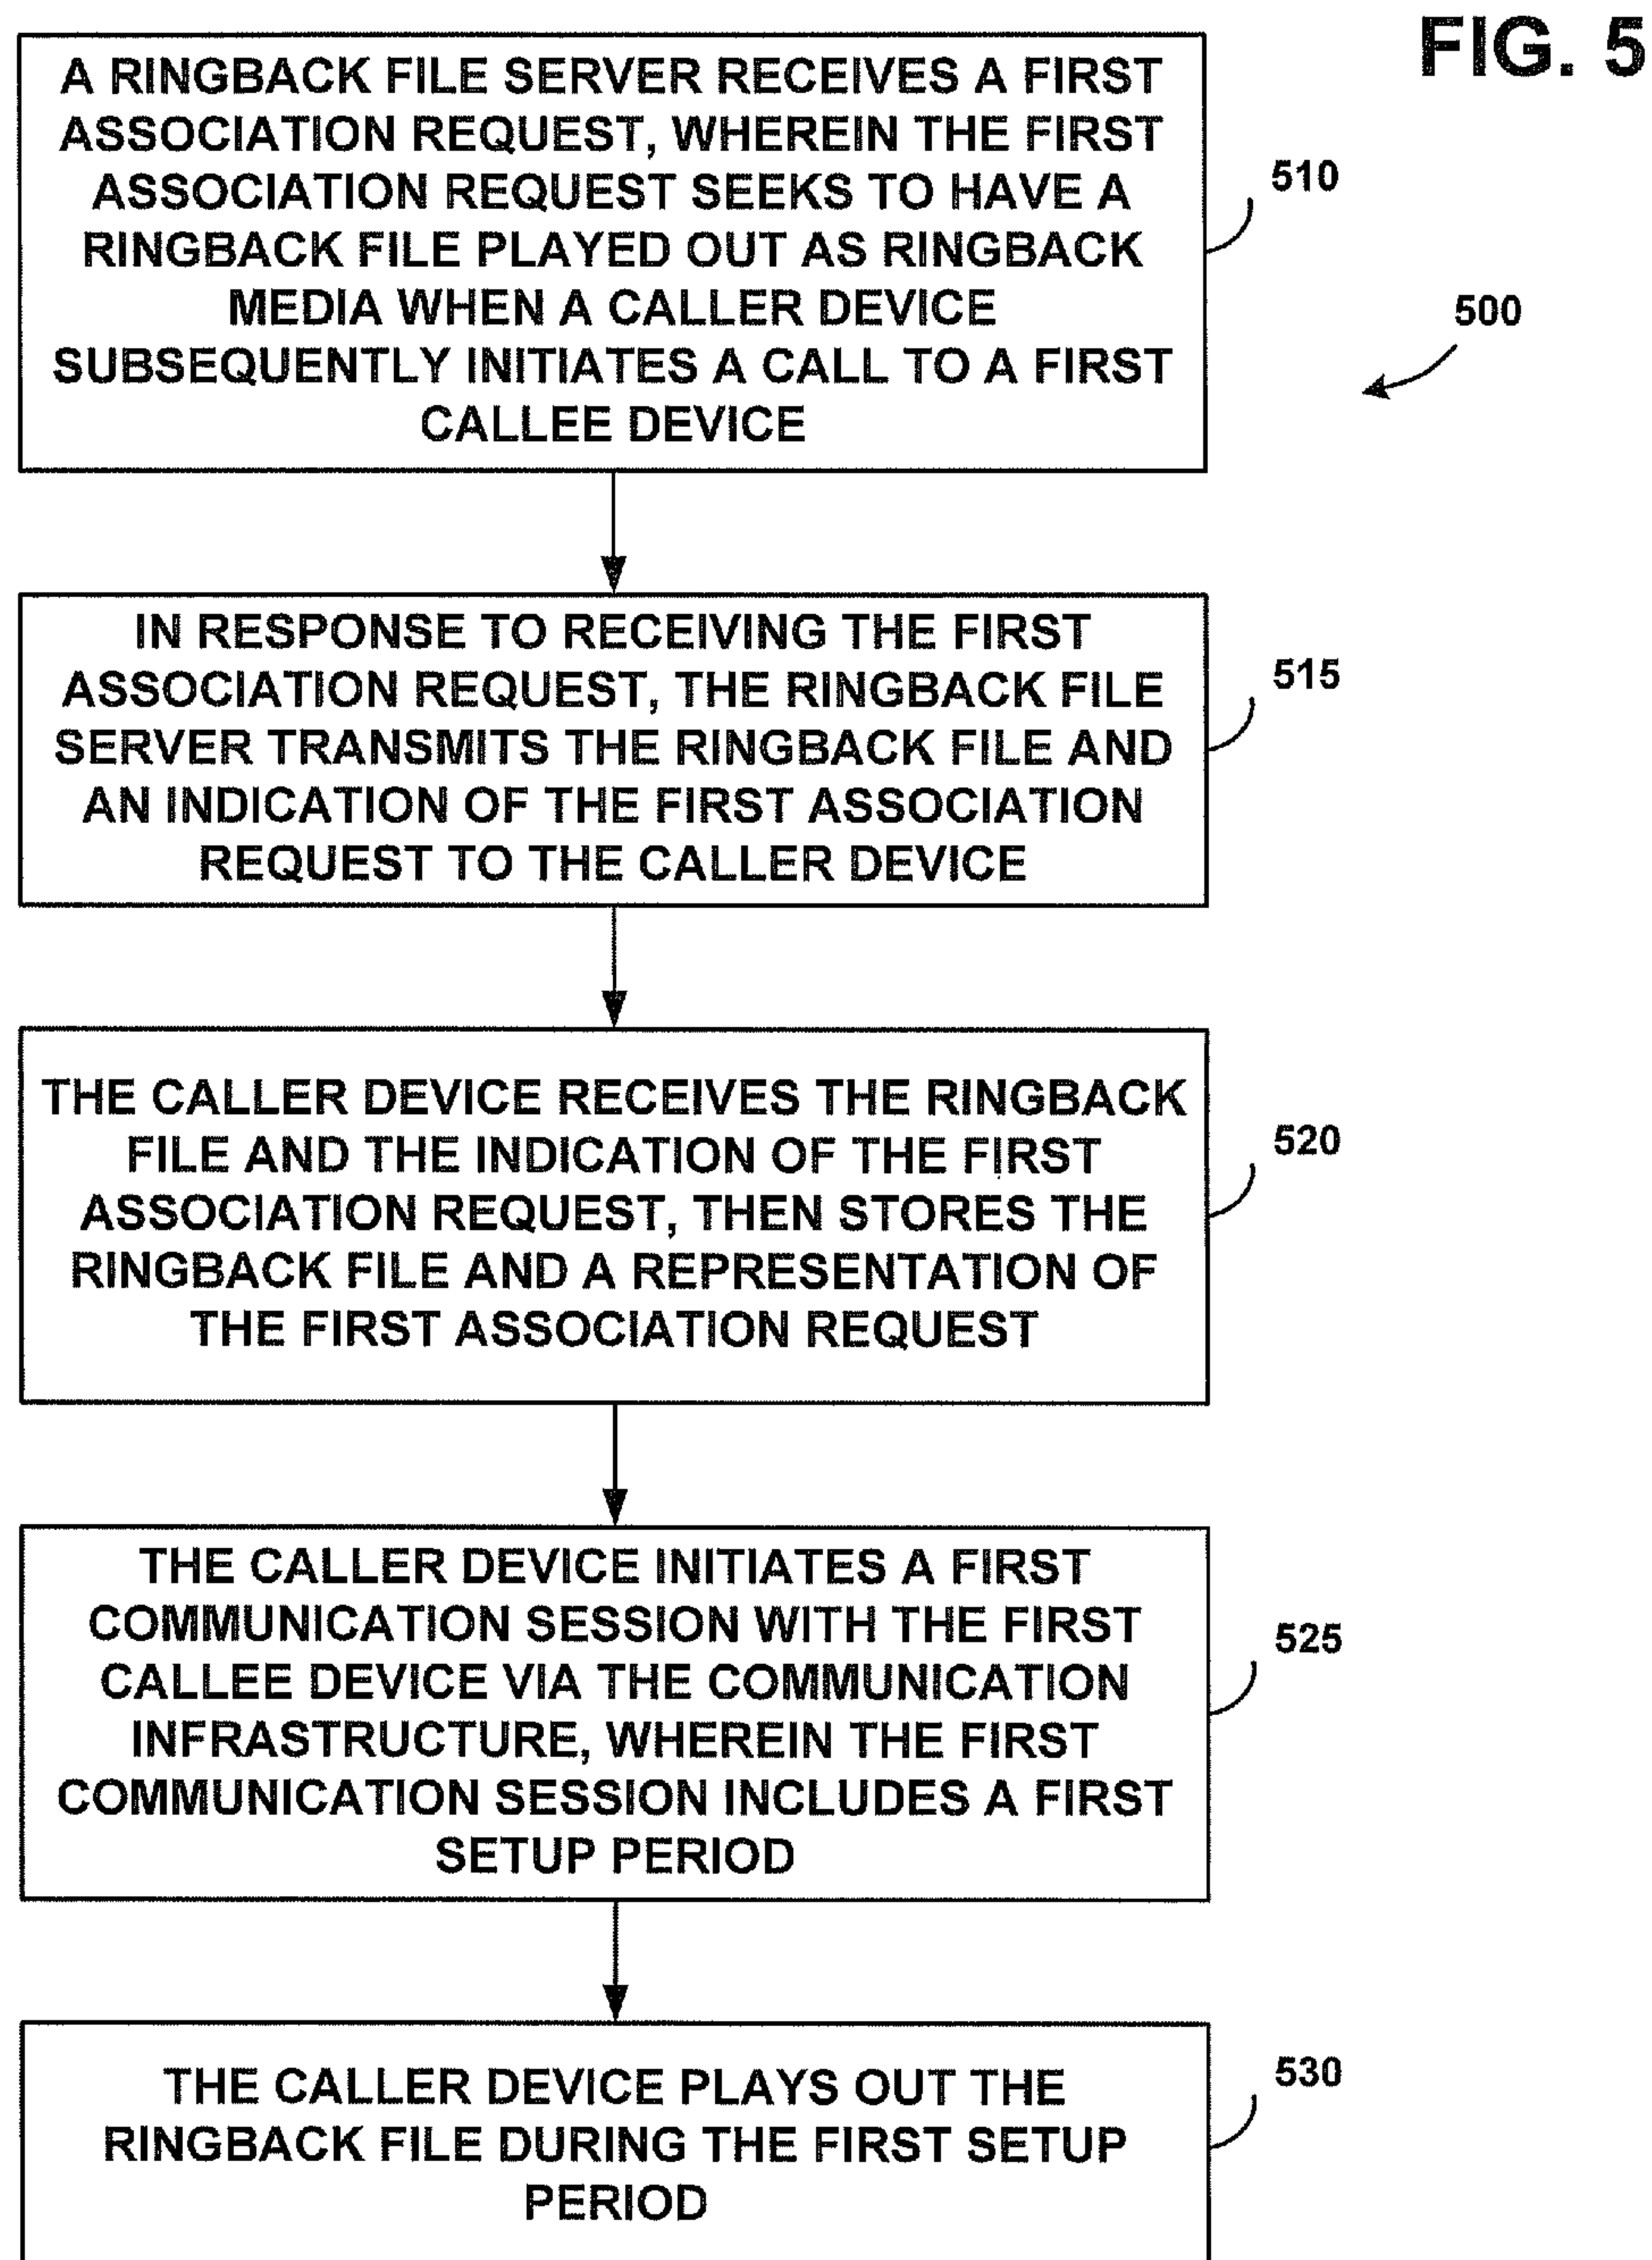 FIG. 5
A RINGBACK FILE SERVER RECEIVES A FIRST
ASSOCIATION REQUEST, WHEREIN THE FIRST
ASSOCIATION REQUEST SEEKS TO HAVE A
RINGBACK FILE PLAYED OUT AS RINGBACK
MEDIA WHEN A CALLER DEVICE
SUBSEQUENTLY INITIATES A CALL TO A FIRST
CALLEE DEVICE
510
500
IN RESPONSE TO RECEIVING THE FIRST
ASSOCIATION REQUEST, THE RINGBACK FILE
SERVER TRANSMITS THE RINGBACK FILE AND
AN INDICATION OF THE FIRST ASSOCIATION
REQUEST TO THE CALLER DEVICE
515
THE CALLER DEVICE RECEIVES THE RINGBACK
FILE AND THE INDICATION OF THE FIRST
ASSOCIATION REQUEST, THEN STORES THE
RINGBACK FILE AND A REPRESENTATION OF
THE FIRST ASSOCIATION REQUEST
520
THE CALLER DEVICE INITIATES A FIRST
COMMUNICATION SESSION WITH THE FIRST
CALLEE DEVICE VIA THE COMMUNICATION
INFRASTRUCTURE, WHEREIN THE FIRST
COMMUNICATION SESSION INCLUDES A FIRST
SETUP PERIOD
525
THE CALLER DEVICE PLAYS OUT THE
RINGBACK FILE DURING THE FIRST SETUP
PERIOD
530